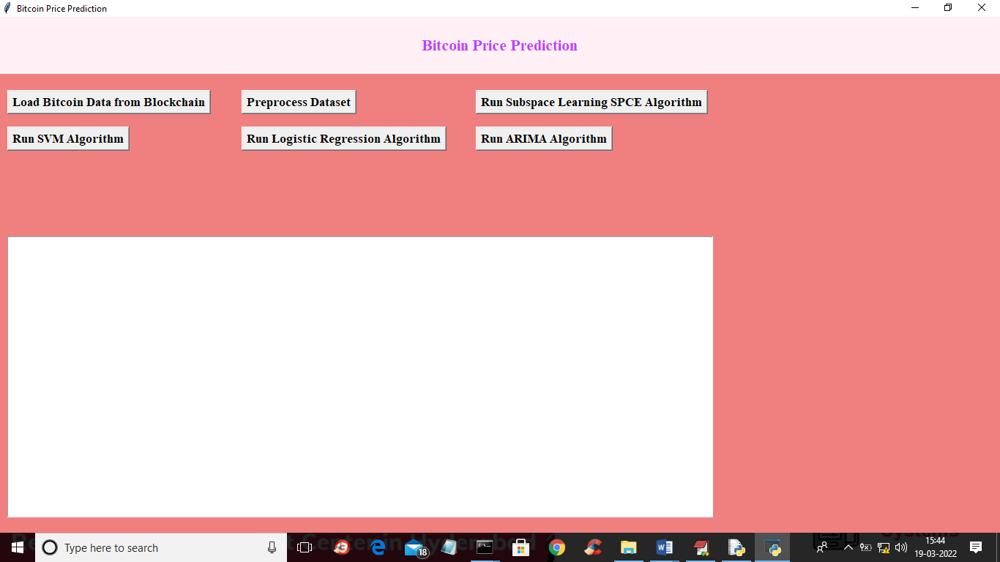 Bitcoin Price Prediction
Bitcoin Price Prediction
Load Bitcoin Data from Blockchain Preprocess Dataset Run Subspace Learning SPCE Algorithm
Run SVM Algorithm Run Logistic Regression Algorithm Run ARIMA Algorithm
Type here to search
18
15:44
19-03-2022